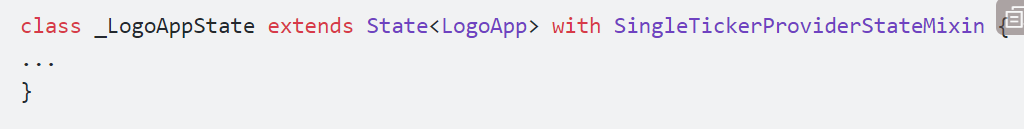 class _LogoAppState extends State<LogoApp> with SingleTickerProviderStateMixin {
...
}